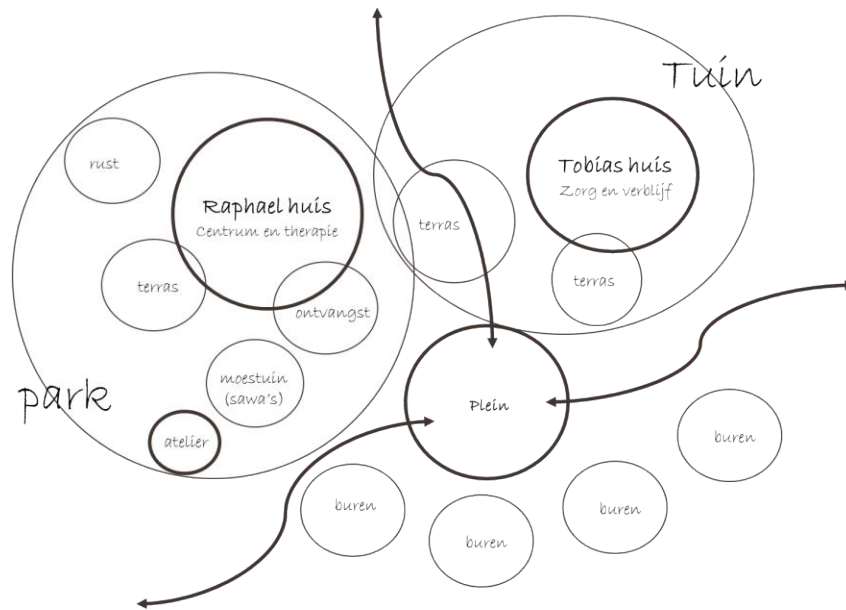 Tuin
rust
Raphael huis
Centrum en therapie
Tobias huis
Zorg en verblijf
terras
terras
terras
ontvangst
park
moestuin
(sawa's)
atelier
Plein
buren
buren
buren
buren